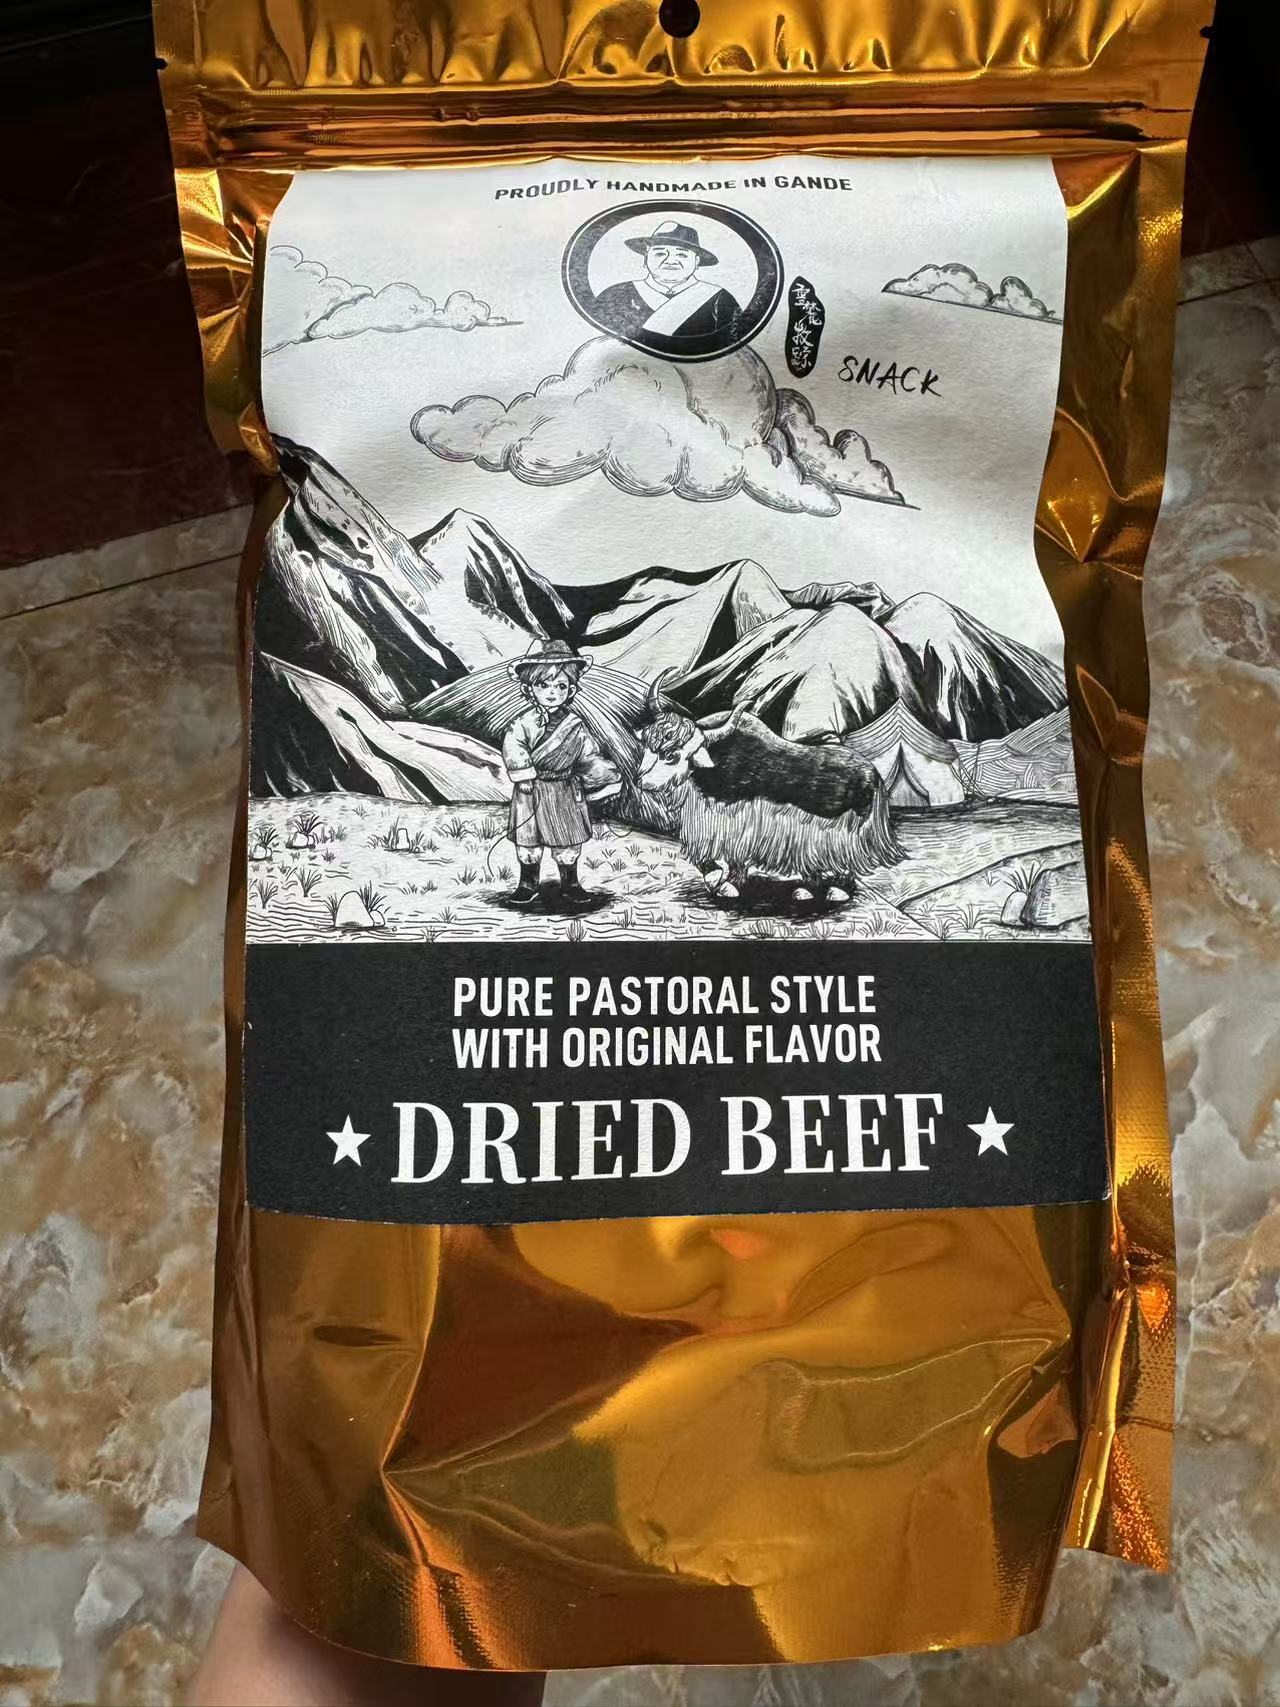 PROUDLY HANDMADE IN GANDE
SNACK
PURE PASTORAL STYLE
WITH ORIGINAL FLAVOR
DRIED BEEF